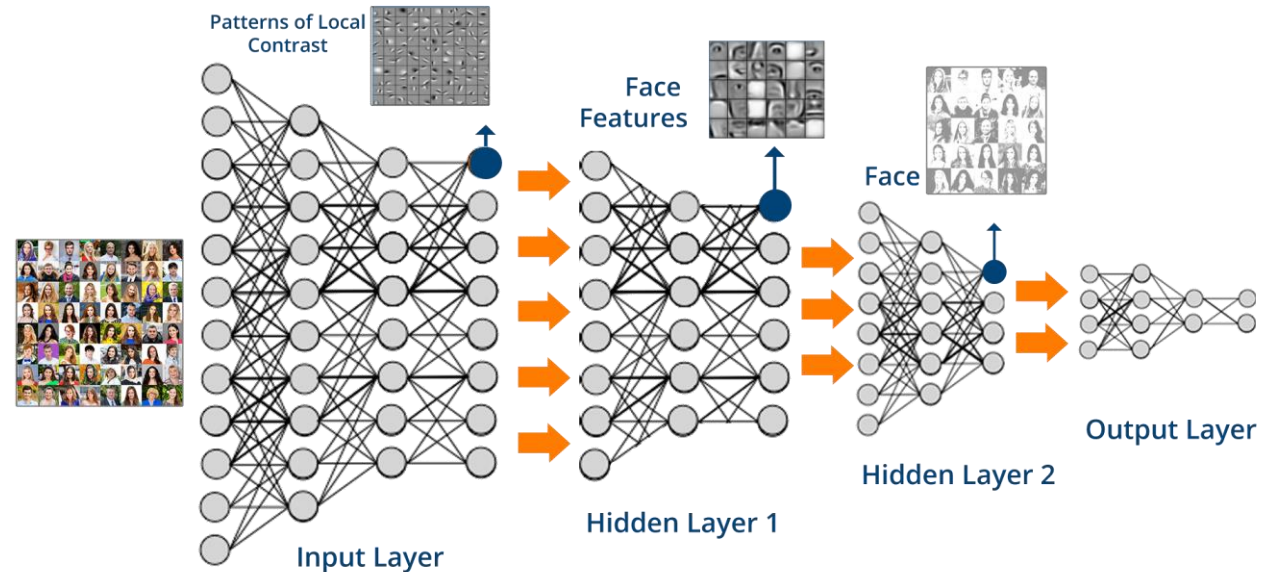 Patterns of Local
Contrast
Face
Features
Face
Output Layer
Hidden Layer 2
Hidden Layer 1
Input Layer